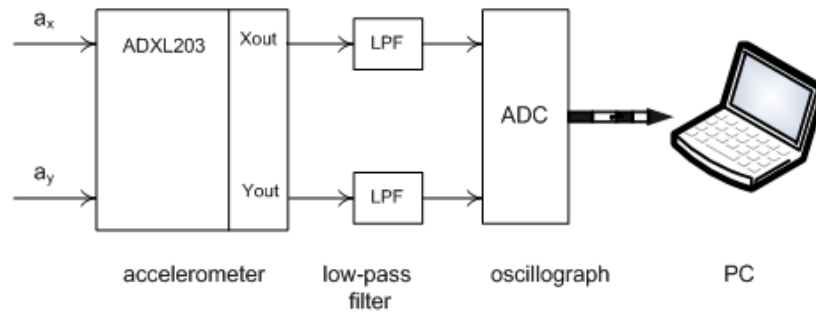 ax
ADXL203
Xout
LPF
ADC
ay
Yout
LPF
accelerometer
low-pass
filter
oscillograph
PC